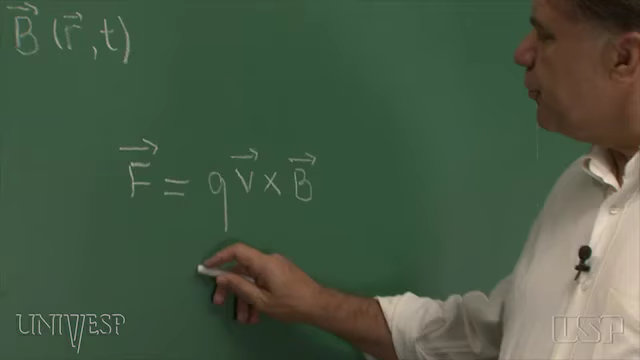 B⃗ (r⃗, t)
F⃗ = q v⃗ × B⃗
UNIVESP
USP